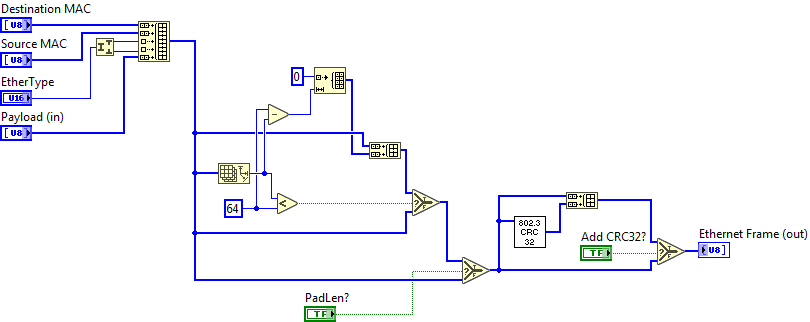 Destination MAC
U8
Source MAC
U8
EtherType
U16
Payload (in)
U8
0
-
64
<
?
T
F
PadLen?
TF
?
T
F
802.3
CRC
32
Add CRC32?
TF
?
T
F
Ethernet Frame (out)
U8